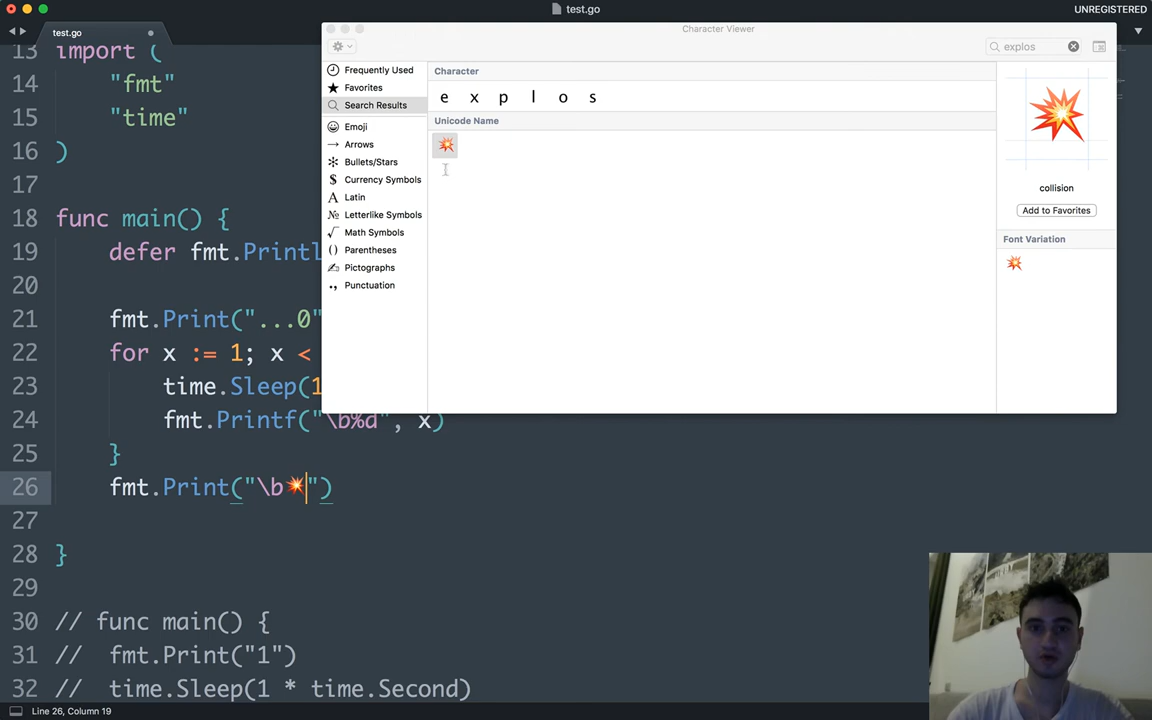 test.go
UNREGISTERED
test.go
Character Viewer
explos
Frequently Used
Favorites
Search Results
Emoji
Arrows
Bullets/Stars
Currency Symbols
Latin
Letterlike Symbols
Math Symbols
Parentheses
Pictographs
Punctuation
Character
e x p l o s
Unicode Name
💥
collision
Add to Favorites
Font Variation
💥
13 import (
14 "fmt"
15 "time"
16 )
17
18 func main() {
19 defer fmt.Printl
20
21 fmt.Print("...0"
22 for x := 1; x <
23 time.Sleep(1
24 fmt.Printf("\b%d", x)
25 }
26 fmt.Print("\b💥")
27
28 }
29
30 // func main() {
31 // fmt.Print("1")
32 // time.Sleep(1 * time.Second)
Line 26, Column 19